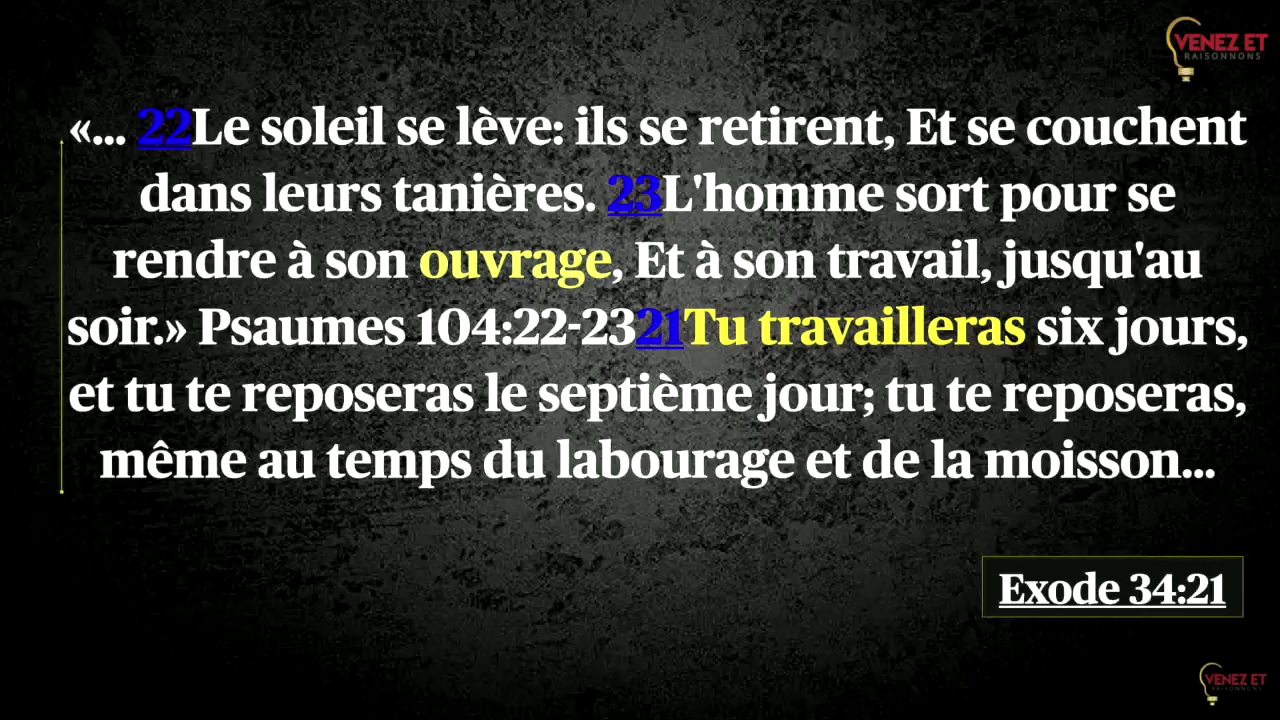 VENEZ ET
RAISONNONS
«... 22Le soleil se lève: ils se retirent, Et se couchent
dans leurs tanières. 23L'homme sort pour se
rendre à son ouvrage, Et à son travail, jusqu'au
soir.» Psaumes 104:22-2321Tu travailleras six jours,
et tu te reposeras le septième jour; tu te reposeras,
même au temps du labourage et de la moisson...
Exode 34:21
VENEZ ET
RAISONNONS